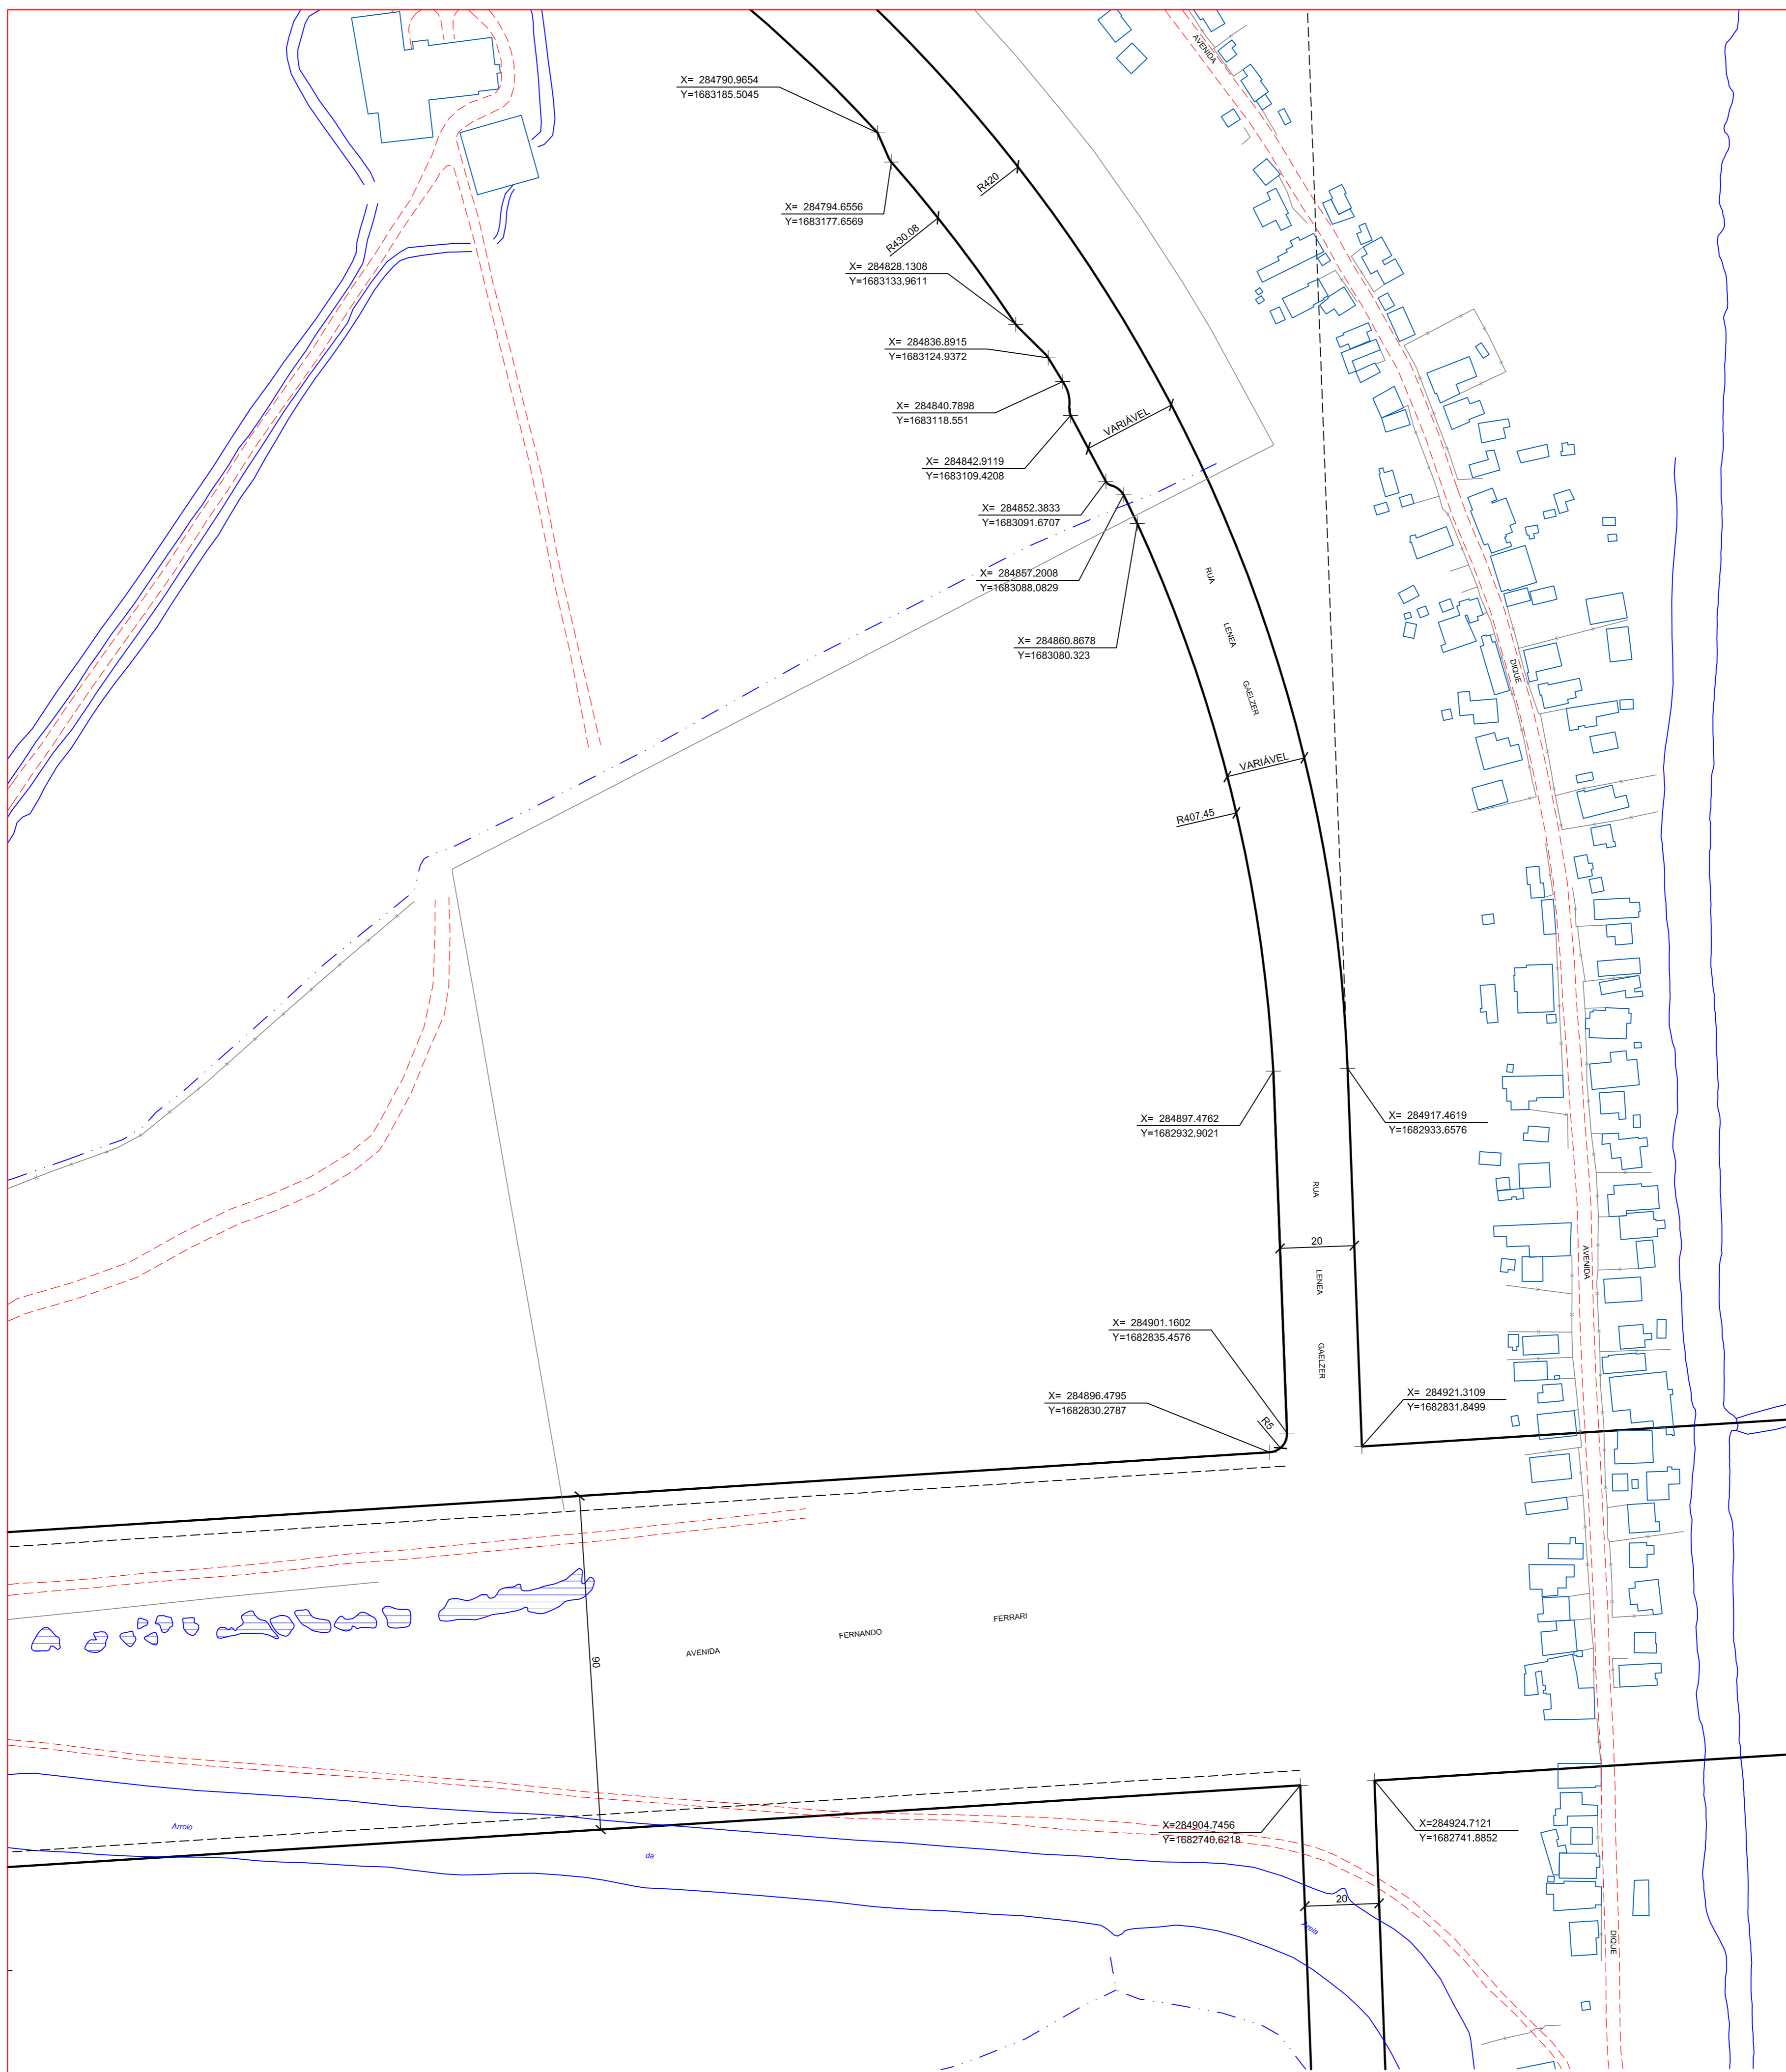 AVENIDA
X= 284790.9654
Y=1683185.5045
R420
X= 284794.6556
Y=1683177.6569
R430.08
X= 284828.1308
Y=1683133.9611
X= 284836.8915
Y=1683124.9372
X= 284840.7898
Y=1683118.551
VARIÁVEL
X= 284842.9119
Y=1683109.4208
X= 284852.3833
Y=1683091.6707
X= 284857.2008
Y=1683088.0829
RUA
LENEA
GAELZER
X= 284860.8678
Y=1683080.323
DIQUE
VARIÁVEL
R407.45
X= 284897.4762
Y=1682932.9021
X= 284917.4619
Y=1682933.6576
RUA
20
LENEA
GAELZER
AVENIDA
X= 284901.1602
Y=1682835.4576
X= 284896.4795
Y=1682830.2787
R5
X= 284921.3109
Y=1682831.8499
90
AVENIDA
FERNANDO
FERRARI
Arroio
da
Areia
X=284904.7456
Y=1682740.6218
X=284924.7121
Y=1682741.8852
20
DIQUE